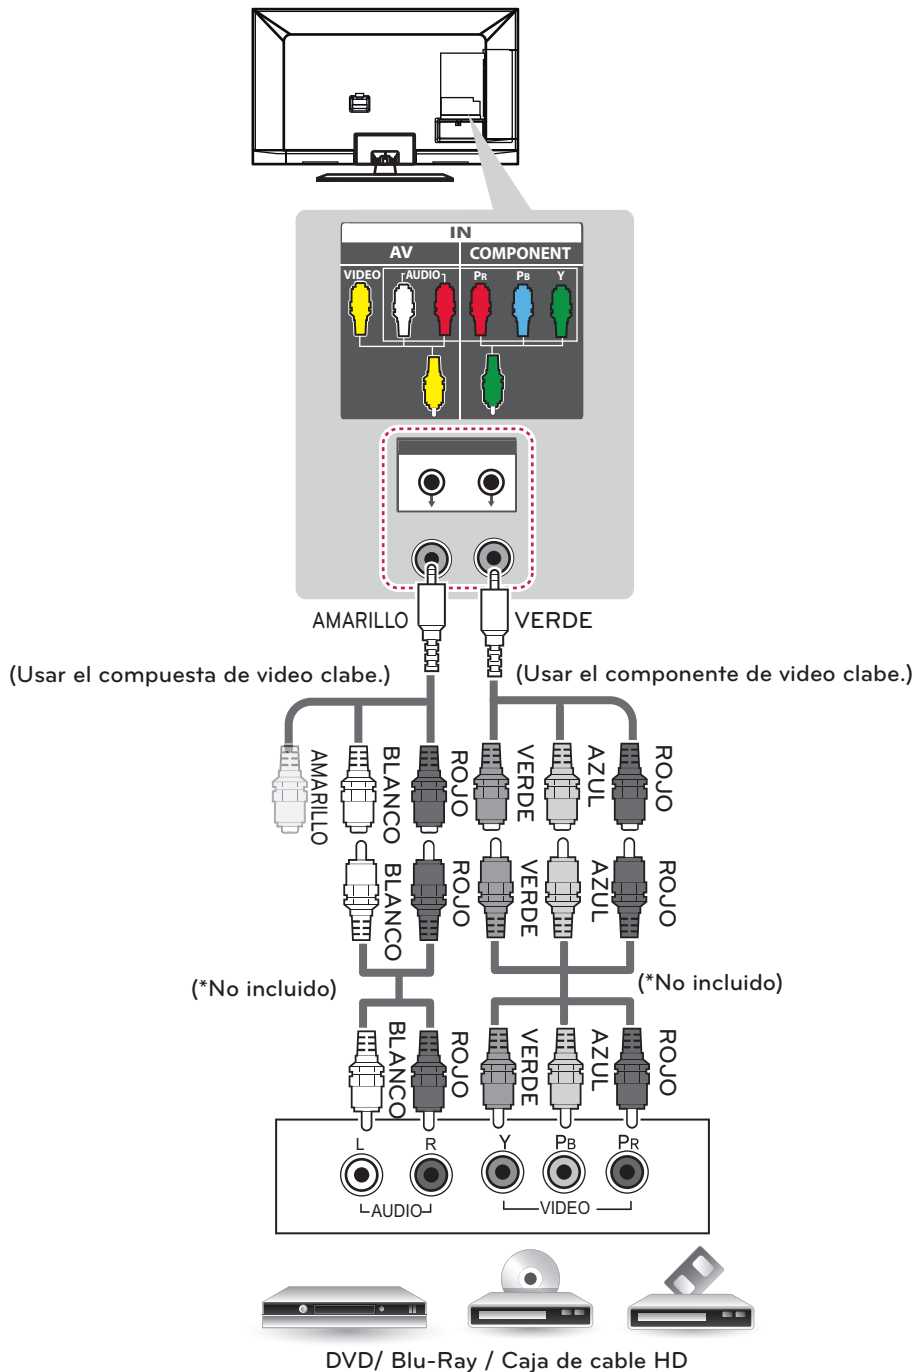 IN
AV COMPONENT
VIDEO AUDIO PR PB Y
AMARILLO VERDE
(Usar el compuesta de video clabe.) (Usar el componente de video clabe.)
AMARILLO BLANCO ROJO VERDE AZUL ROJO
BLANCO ROJO VERDE AZUL ROJO
(*No incluido) (*No incluido)
BLANCO ROJO VERDE AZUL ROJO
L R Y PB PR
AUDIO VIDEO
DVD/ Blu-Ray / Caja de cable HD